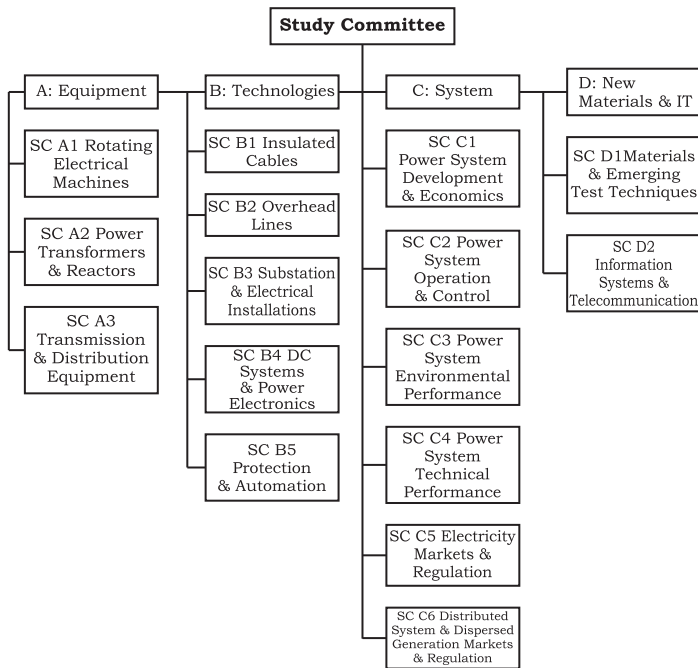 Study Committee
A: Equipment
SC A1 Rotating
Electrical
Machines
SC A2 Power
Transformers
& Reactors
SC A3
Transmission
& Distribution
Equipment
B: Technologies
SC B1 Insulated
Cables
SC B2 Overhead
Lines
SC B3 Substation
& Electrical
Installations
SC B4 DC
Systems
& Power
Electronics
SC B5
Protection
& Automation
C: System
SC C1
Power System
Development
& Economics
SC C2 Power
System
Operation
& Control
SC C3 Power
System
Environmental
Performance
SC C4 Power
System
Technical
Performance
SC C5 Electricity
Markets &
Regulation
SC C6 Distributed
System & Dispersed
Generation Markets
& Regulation
D: New
Materials & IT
SC D1Materials
& Emerging
Test Techniques
SC D2
Information
Systems &
Telecommunication